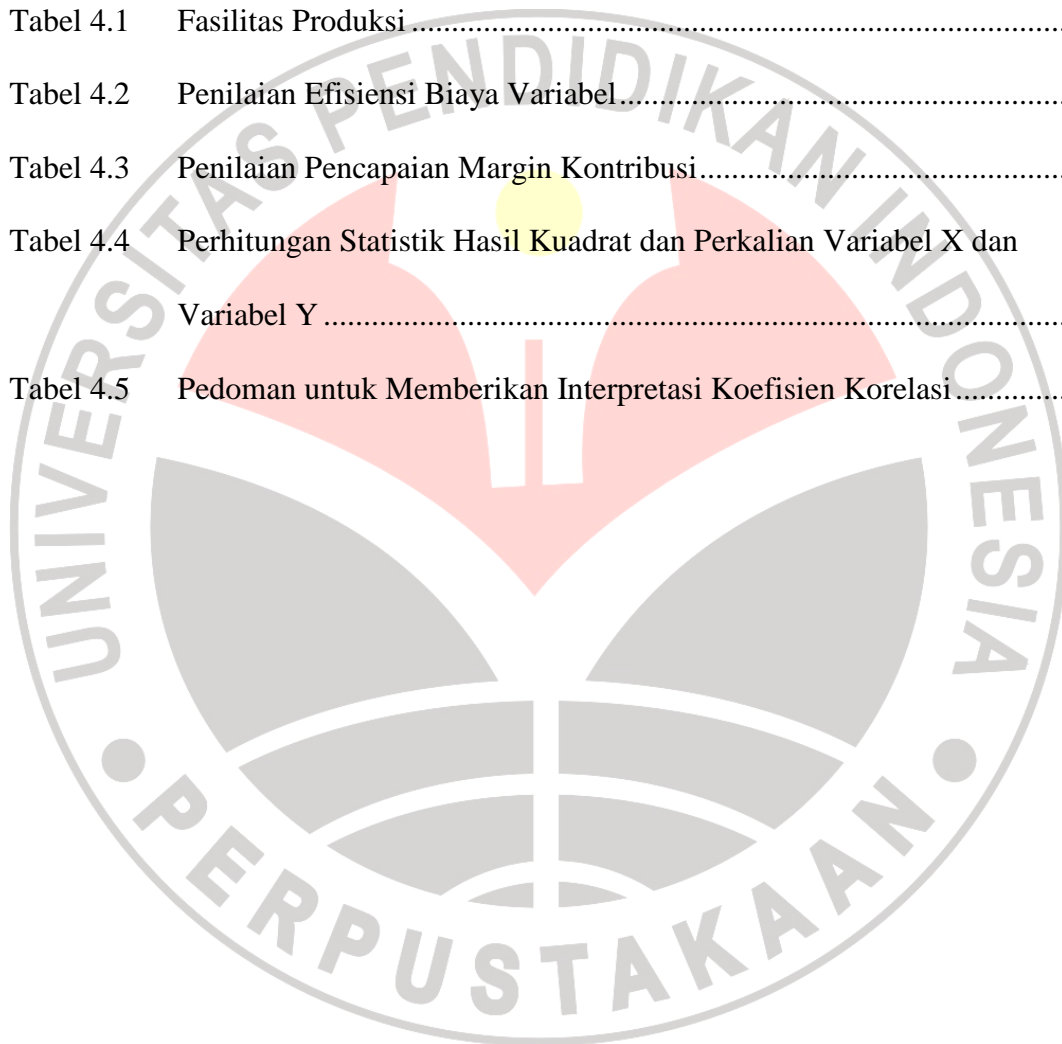 Tabel 4.1 Fasilitas Produksi ....................................................................................
Tabel 4.2 Penilaian Efisiensi Biaya Variabel.........................................................
Tabel 4.3 Penilaian Pencapaian Margin Kontribusi...............................................
Tabel 4.4 Perhitungan Statistik Hasil Kuadrat dan Perkalian Variabel X dan
Variabel Y ...............................................................................................
Tabel 4.5 Pedoman untuk Memberikan Interpretasi Koefisien Korelasi ..............
UNIVERSITAS PENDIDIKAN INDONESIA
PERPUSTAKAAN